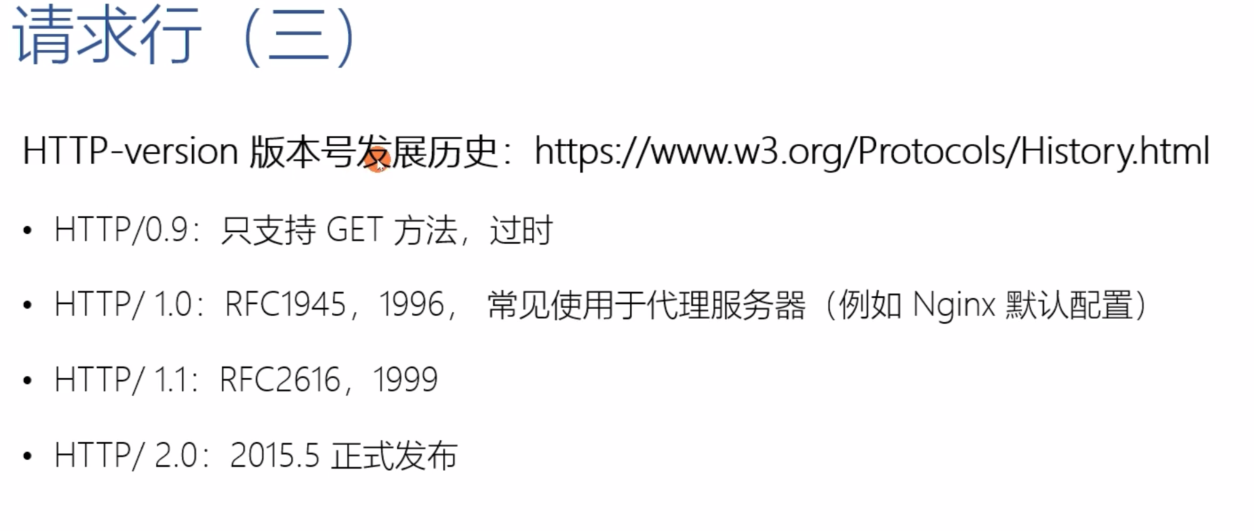 请求行（三）
HTTP-version 版本号发展历史：https://www.w3.org/Protocols/History.html
• HTTP/0.9：只支持 GET 方法，过时
• HTTP/ 1.0：RFC1945，1996， 常见使用于代理服务器（例如 Nginx 默认配置）
• HTTP/ 1.1：RFC2616，1999
• HTTP/ 2.0：2015.5 正式发布